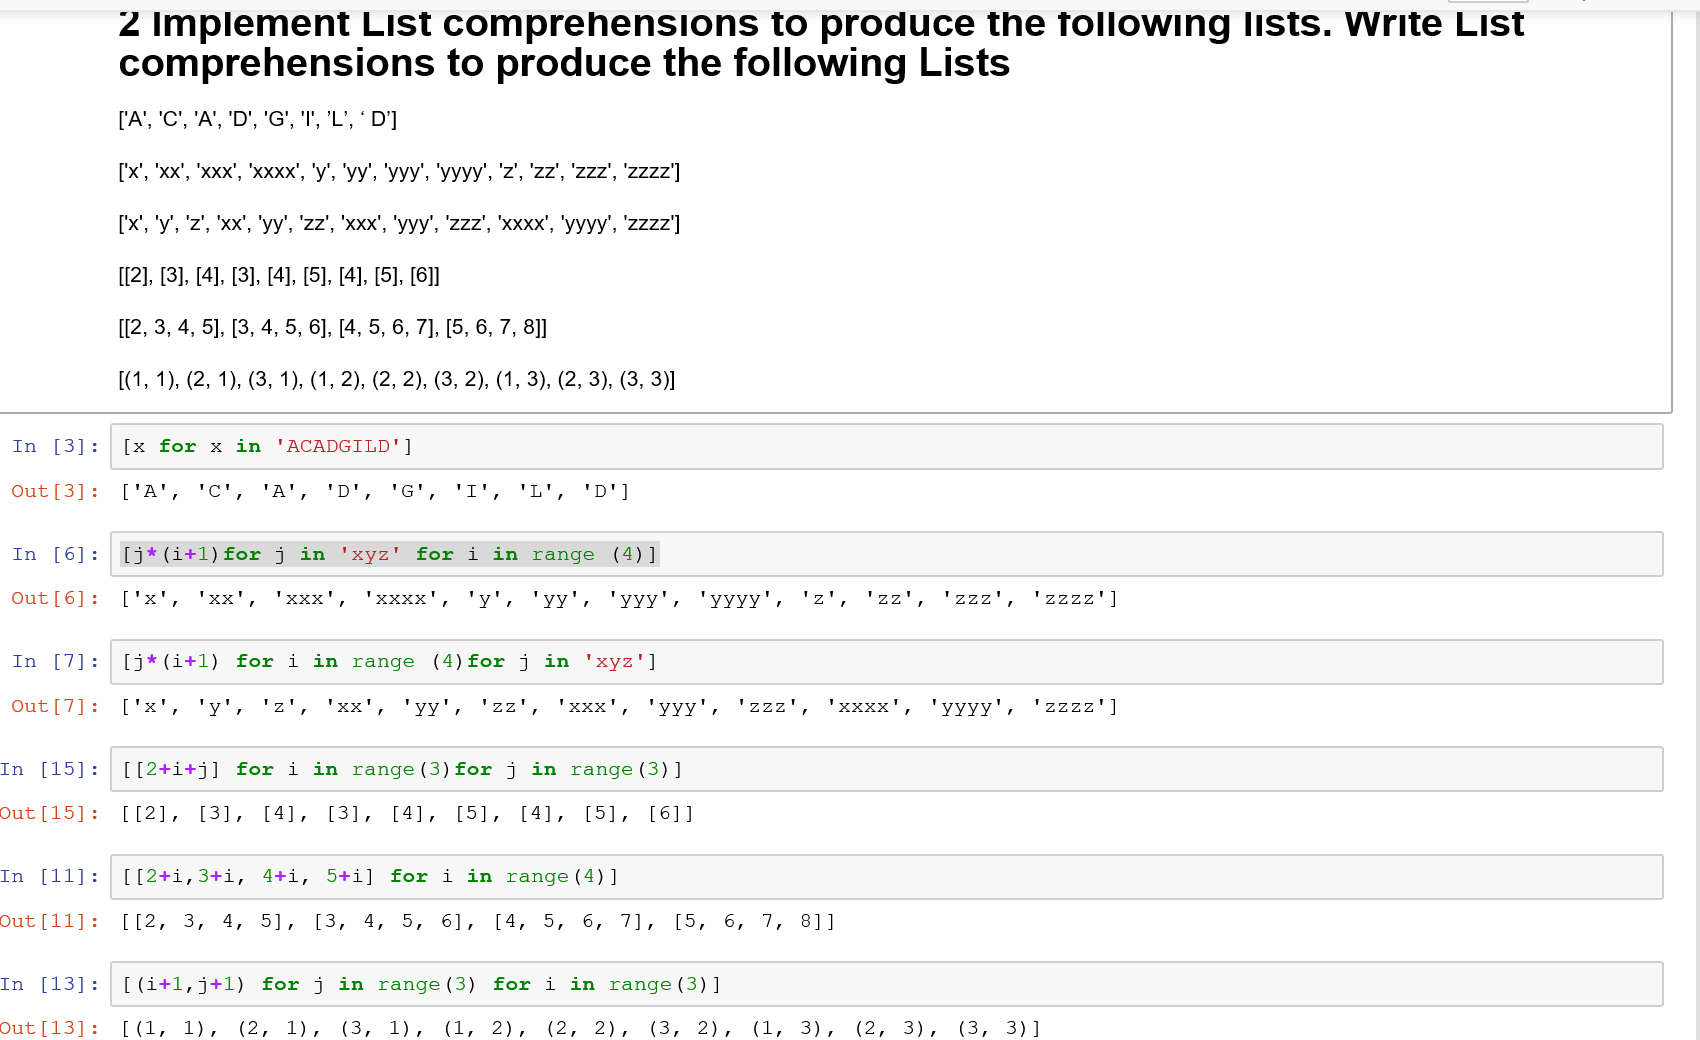 2 Implement List comprehensions to produce the following lists. Write List
comprehensions to produce the following Lists
['A', 'C', 'A', 'D', 'G', 'I', ’L’, ‘ D’]
['x', 'xx', 'xxx', 'xxxx', 'y', 'yy', 'yyy', 'yyyy', 'z', 'zz', 'zzz', 'zzzz']
['x', 'y', 'z', 'xx', 'yy', 'zz', 'xxx', 'yyy', 'zzz', 'xxxx', 'yyyy', 'zzzz']
[[2], [3], [4], [3], [4], [5], [4], [5], [6]]
[[2, 3, 4, 5], [3, 4, 5, 6], [4, 5, 6, 7], [5, 6, 7, 8]]
[(1, 1), (2, 1), (3, 1), (1, 2), (2, 2), (3, 2), (1, 3), (2, 3), (3, 3)]
In [3]: [x for x in 'ACADGILD']
Out[3]: ['A', 'C', 'A', 'D', 'G', 'I', 'L', 'D']
In [6]: [j*(i+1)for j in 'xyz' for i in range (4)]
Out[6]: ['x', 'xx', 'xxx', 'xxxx', 'y', 'yy', 'yyy', 'yyyy', 'z', 'zz', 'zzz', 'zzzz']
In [7]: [j*(i+1) for i in range (4)for j in 'xyz']
Out[7]: ['x', 'y', 'z', 'xx', 'yy', 'zz', 'xxx', 'yyy', 'zzz', 'xxxx', 'yyyy', 'zzzz']
In [15]: [[2+i+j] for i in range(3)for j in range(3)]
Out[15]: [[2], [3], [4], [3], [4], [5], [4], [5], [6]]
In [11]: [[2+i,3+i, 4+i, 5+i] for i in range(4)]
Out[11]: [[2, 3, 4, 5], [3, 4, 5, 6], [4, 5, 6, 7], [5, 6, 7, 8]]
In [13]: [(i+1,j+1) for j in range(3) for i in range(3)]
Out[13]: [(1, 1), (2, 1), (3, 1), (1, 2), (2, 2), (3, 2), (1, 3), (2, 3), (3, 3)]